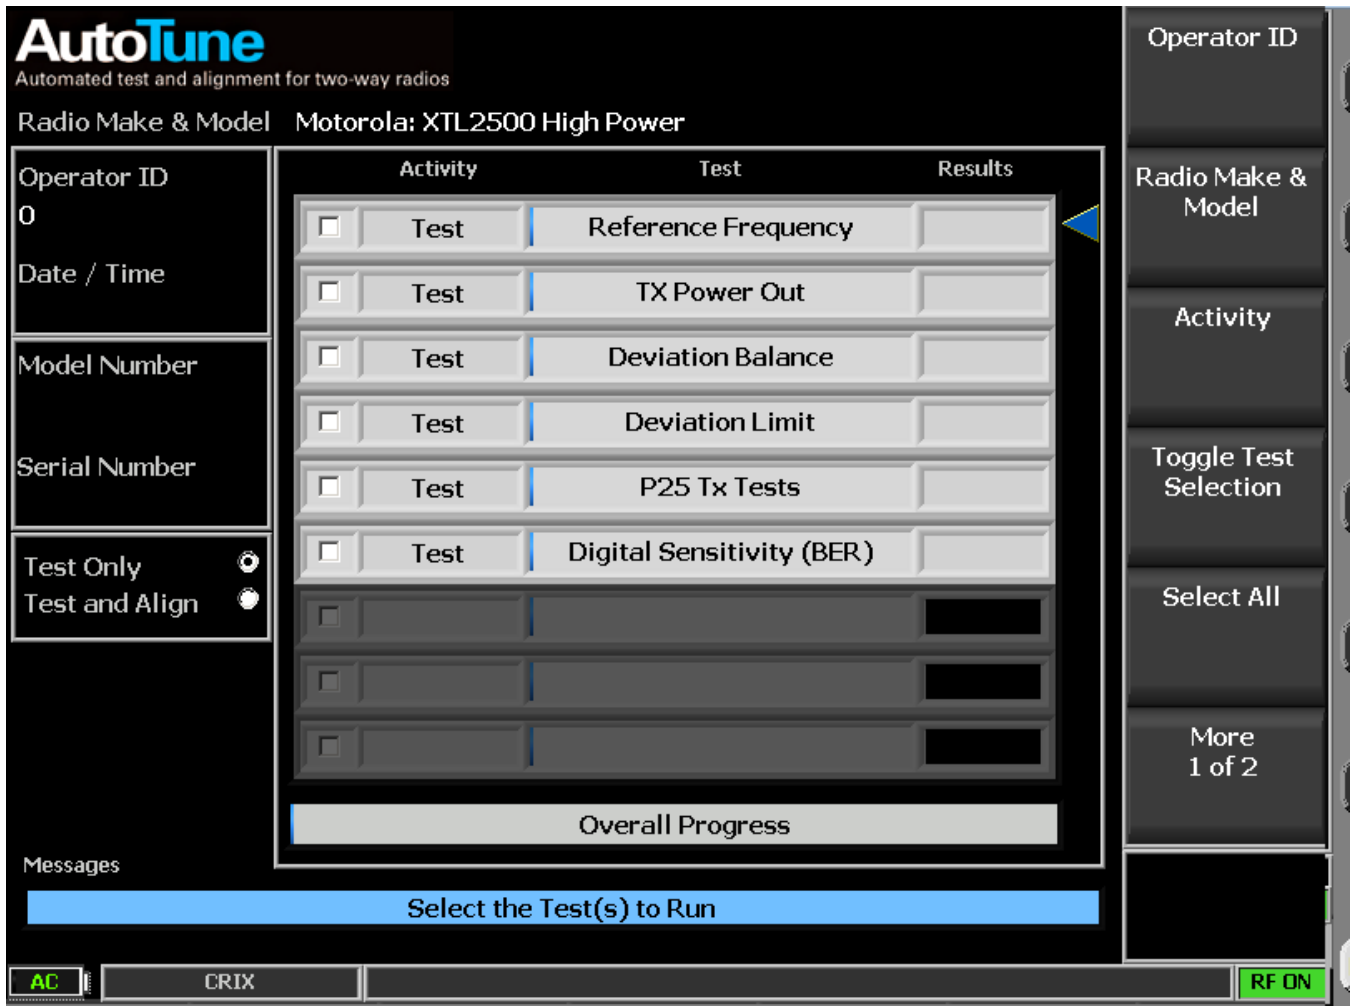 AutoTune
Automated test and alignment for two-way radios
Radio Make & Model Motorola: XTL2500 High Power
Operator ID
0
Date / Time
Model Number
Serial Number
Test Only
Test and Align
Activity Test Results
Test Reference Frequency
Test TX Power Out
Test Deviation Balance
Test Deviation Limit
Test P25 Tx Tests
Test Digital Sensitivity (BER)
Overall Progress
Messages
Select the Test(s) to Run
AC CRIX RF ON
Operator ID
Radio Make &
Model
Activity
Toggle Test
Selection
Select All
More
1 of 2